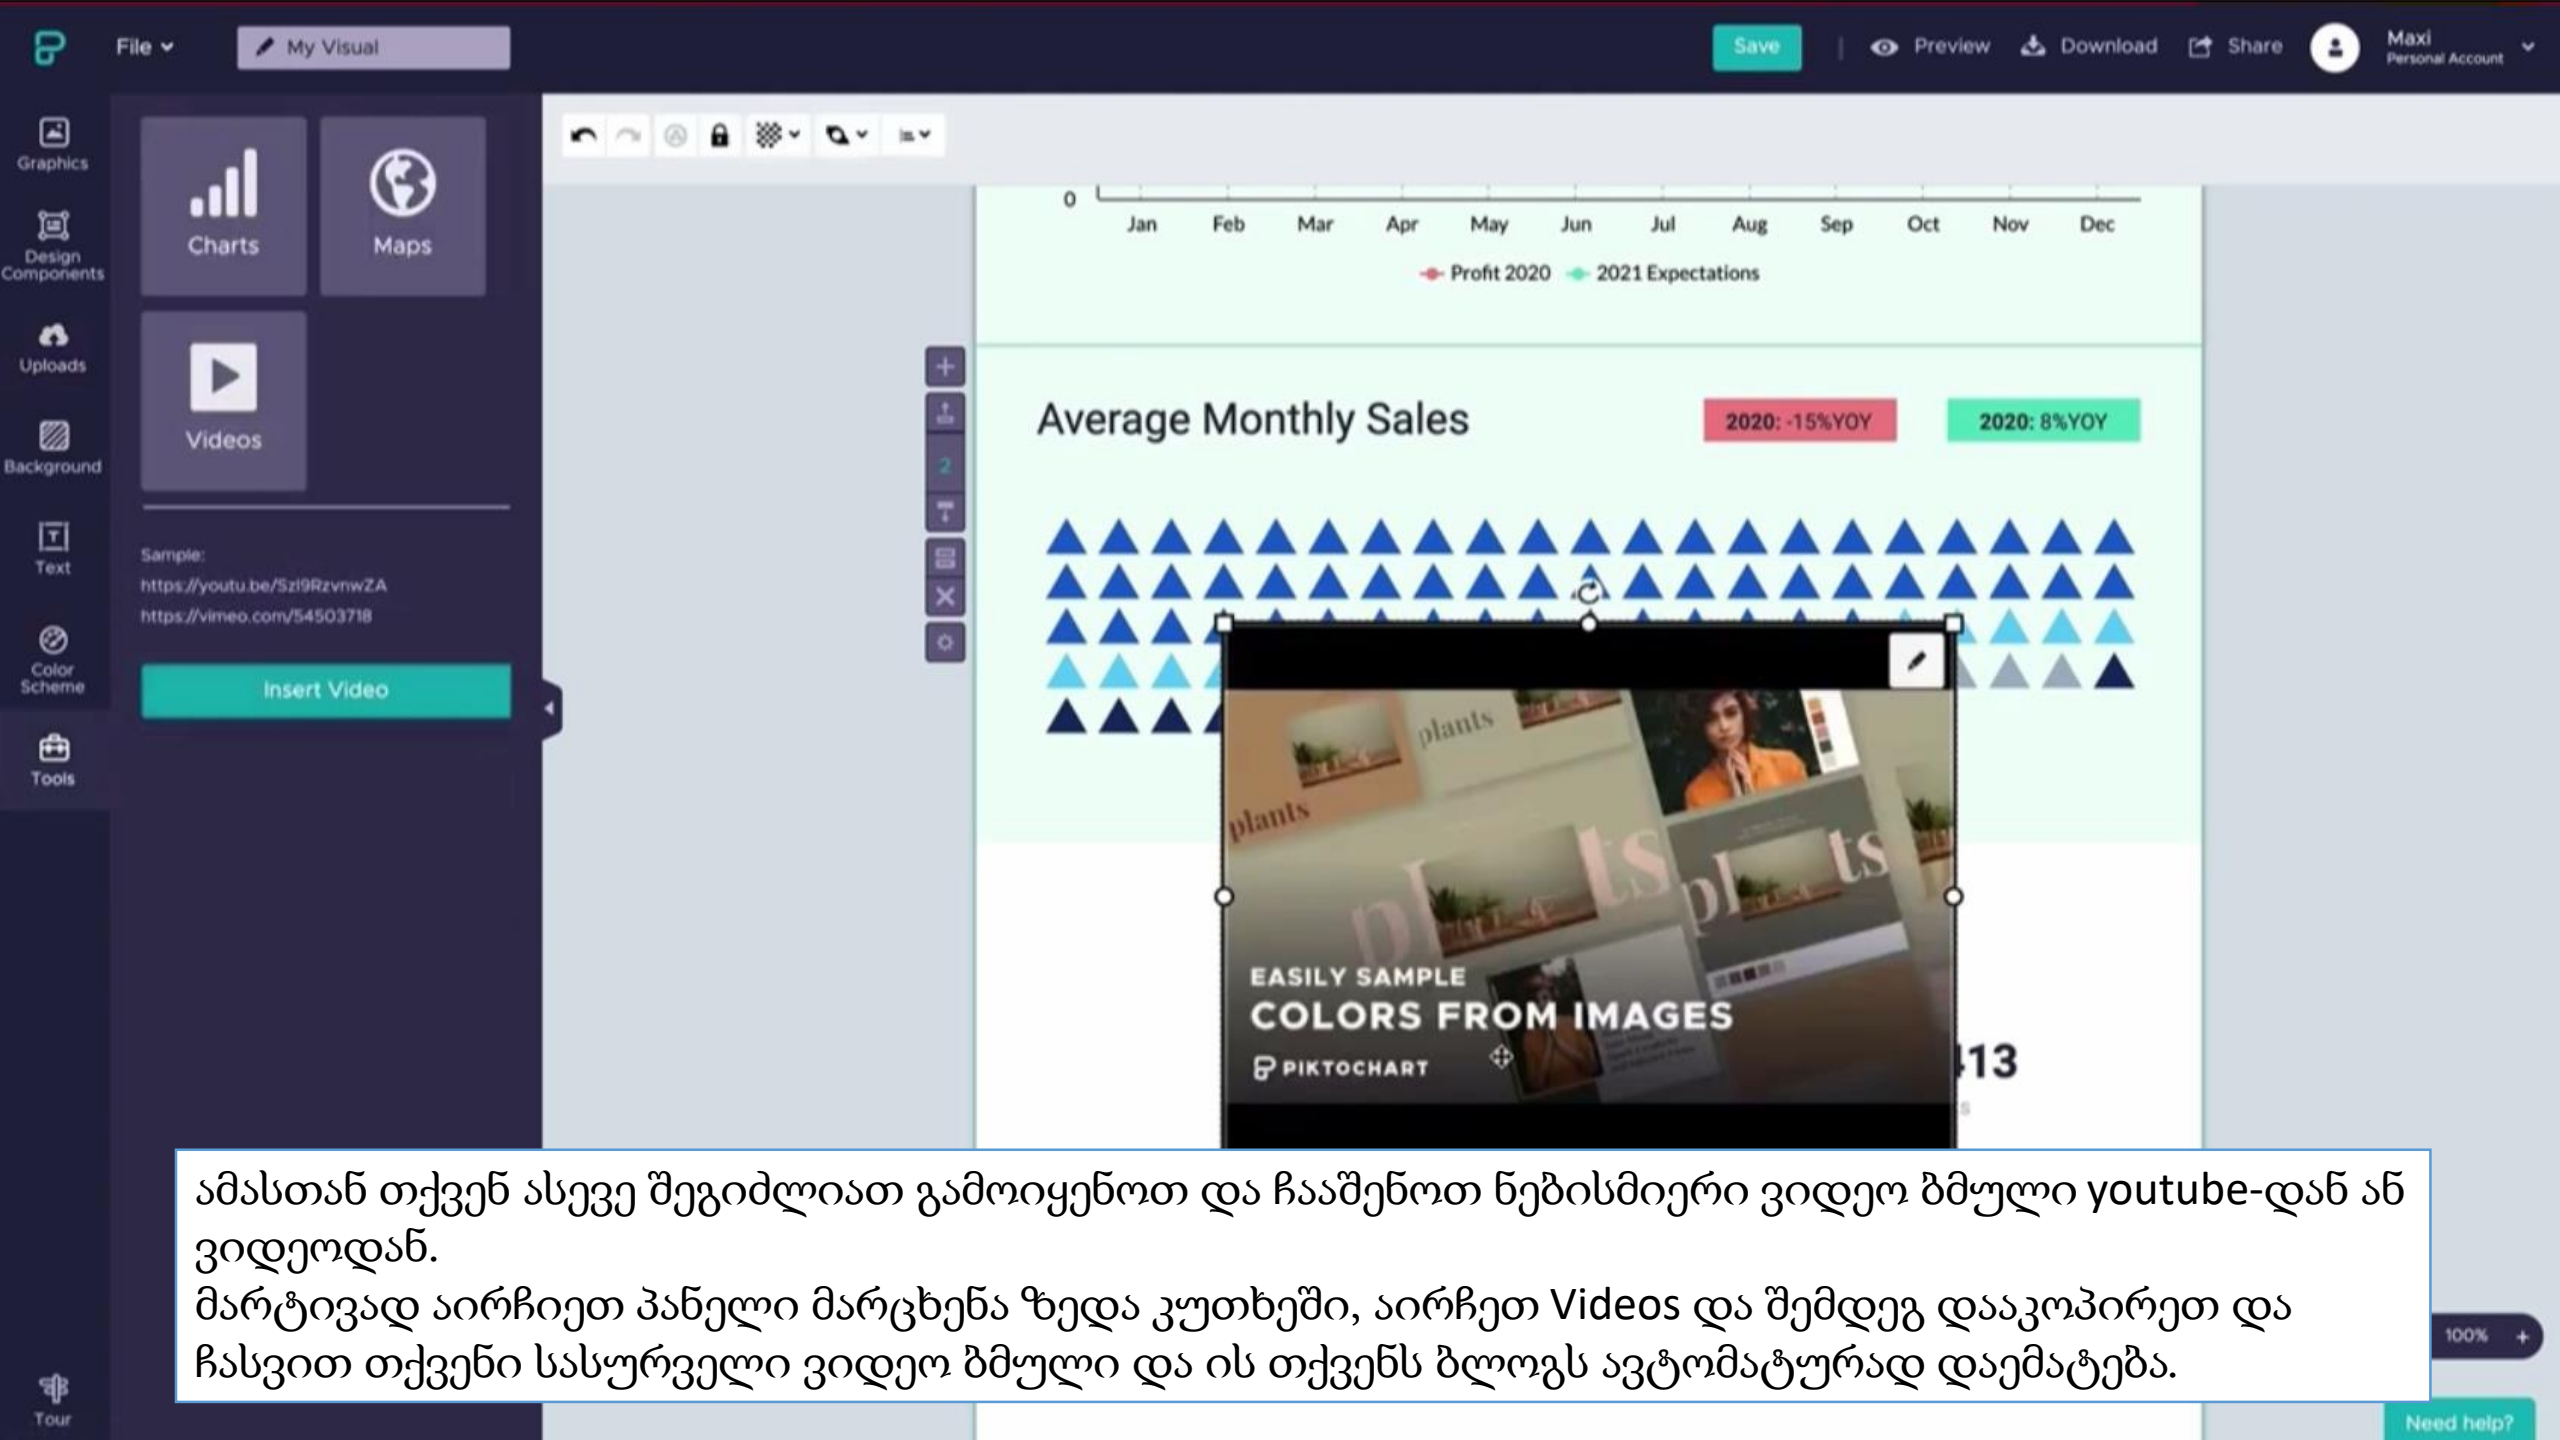 File
My Visual
Save
Preview
Download
Share
Maxi
Personal Account
Graphics
Design
Components
Uploads
Background
Text
Color
Scheme
Tools
Tour
Charts
Maps
Videos
Sample:
https://youtu.be/SzI9RzvnwZA
https://vimeo.com/54503718
Insert Video
2
0
Jan Feb Mar Apr May Jun Jul Aug Sep Oct Nov Dec
Profit 2020 2021 Expectations
Average Monthly Sales
2020: -15%YOY
2020: 8%YOY
plants
plants
plants
EASILY SAMPLE
COLORS FROM IMAGES
PIKTOCHART
ამასთან თქვენ ასევე შეგიძლიათ გამოიყენოთ და ჩააშენოთ ნებისმიერი ვიდეო ბმული youtube-დან ან
ვიდეოდან.
მარტივად აირჩიეთ პანელი მარცხენა ზედა კუთხეში, აირჩეთ Videos და შემდეგ დააკოპირეთ და
ჩასვით თქვენი სასურველი ვიდეო ბმული და ის თქვენს ბლოგს ავტომატურად დაემატება.
100% +
Need help?